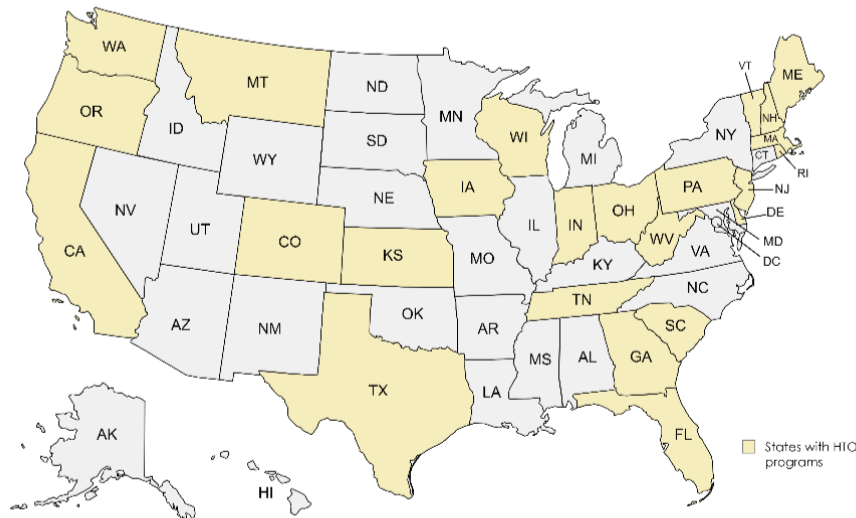 WA
MT
ND
MN
VT
ME
OR
ID
SD
WI
NH
NY
MA
WY
MI
CT
RI
IA
PA
NJ
NE
NV
OH
DE
UT
IL
IN
CA
CO
WV
MD
KS
MO
VA
DC
KY
NC
TN
OK
AZ
NM
AR
SC
MS
AL
GA
TX
LA
AK
FL
States with HTO
programs
HI